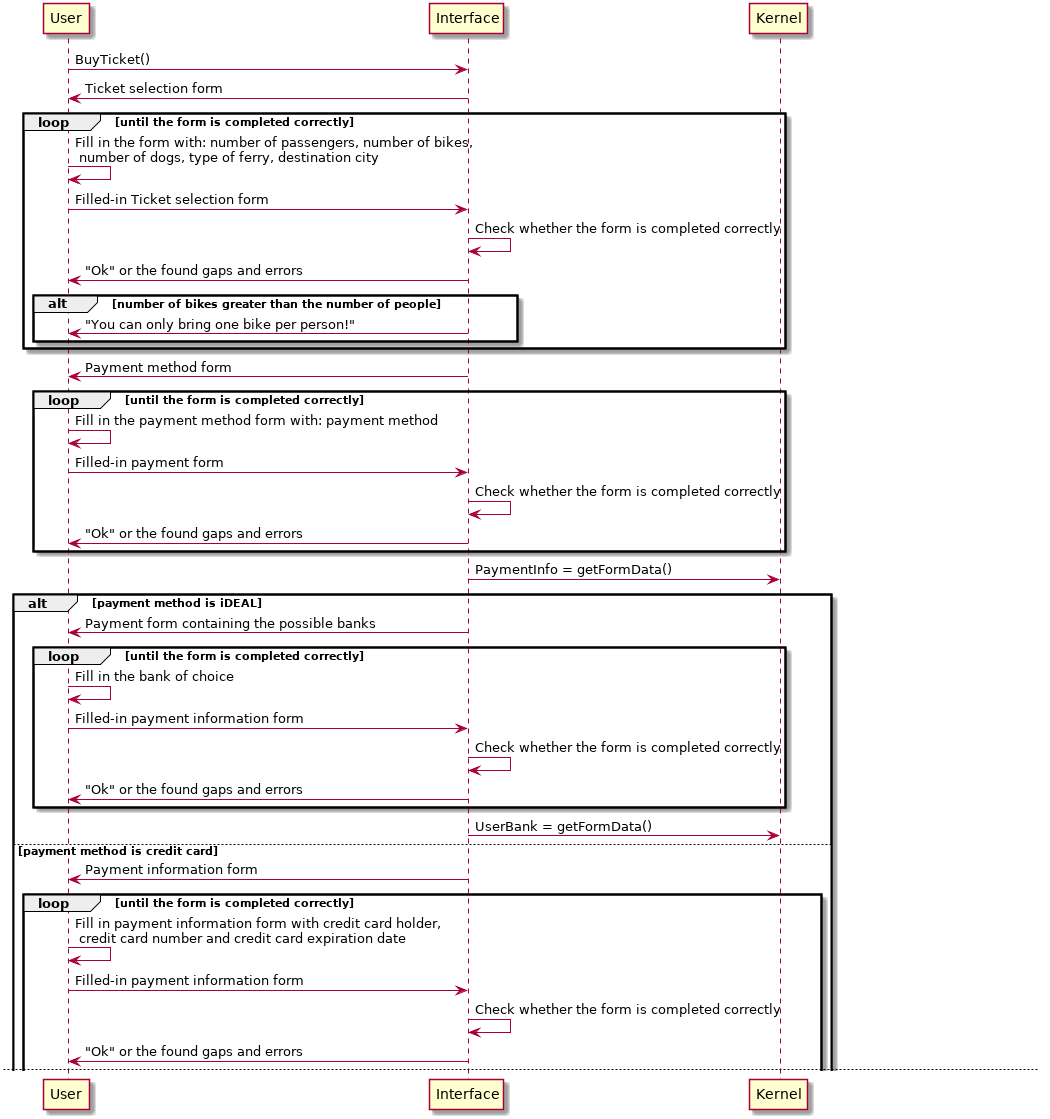 User Interface Kernel
BuyTicket()
Ticket selection form
loop [until the form is completed correctly]
Fill in the form with: number of passengers, number of bikes,
number of dogs, type of ferry, destination city
Filled-in Ticket selection form
Check whether the form is completed correctly
"Ok" or the found gaps and errors
alt [number of bikes greater than the number of people]
"You can only bring one bike per person!"
Payment method form
loop [until the form is completed correctly]
Fill in the payment method form with: payment method
Filled-in payment form
Check whether the form is completed correctly
"Ok" or the found gaps and errors
PaymentInfo = getFormData()
alt [payment method is iDEAL]
Payment form containing the possible banks
loop [until the form is completed correctly]
Fill in the bank of choice
Filled-in payment information form
Check whether the form is completed correctly
"Ok" or the found gaps and errors
UserBank = getFormData()
[payment method is credit card]
Payment information form
loop [until the form is completed correctly]
Fill in payment information form with credit card holder,
credit card number and credit card expiration date
Filled-in payment information form
Check whether the form is completed correctly
"Ok" or the found gaps and errors
User Interface Kernel